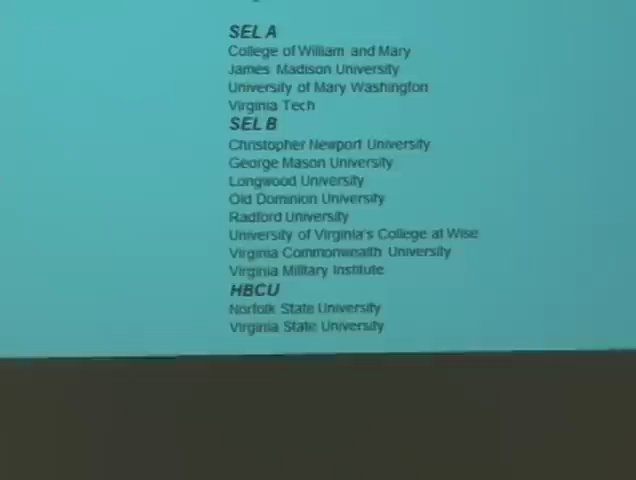 SEL A
College of William and Mary
James Madison University
University of Mary Washington
Virginia Tech
SEL B
Christopher Newport University
George Mason University
Longwood University
Old Dominion University
Radford University
University of Virginia's College at Wise
Virginia Commonwealth University
Virginia Military Institute
HBCU
Norfolk State University
Virginia State University